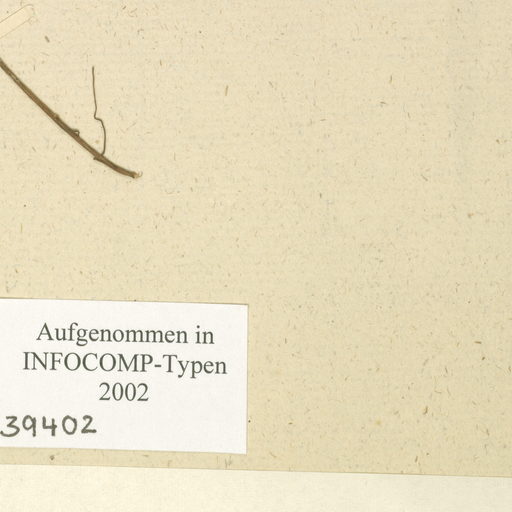 Aufgenommen in
INFOCOMP-Typen
2002
39402